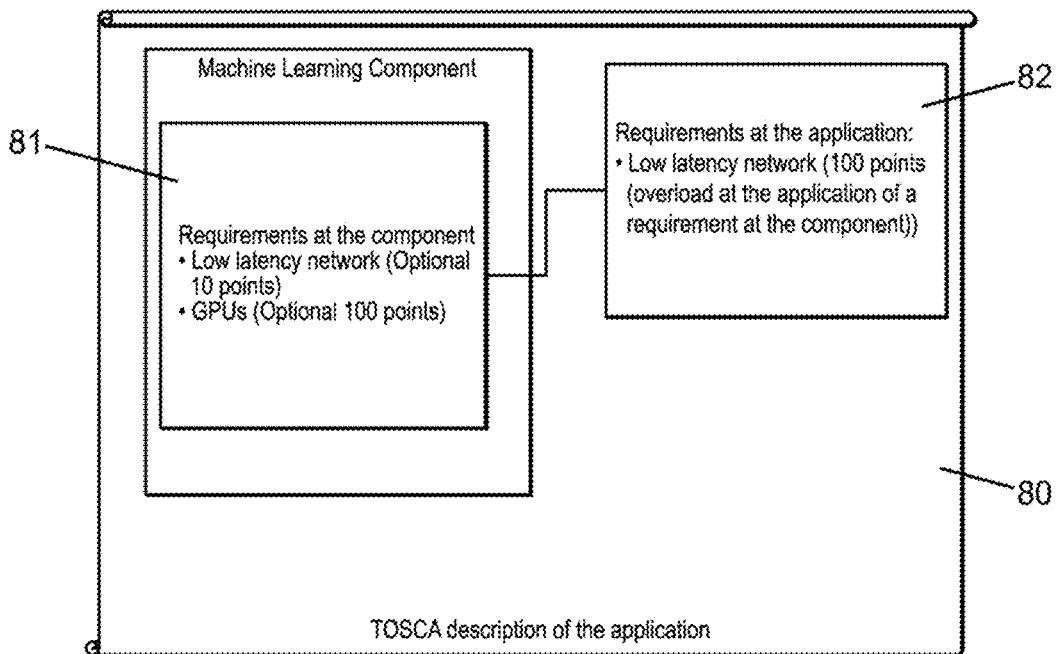 Machine Learning Component
81
Requirements at the component
• Low latency network (Optional
10 points)
• GPUs (Optional 100 points)
82
Requirements at the application:
• Low latency network (100 points
(overload at the application of a
requirement at the component))
80
TOSCA description of the application